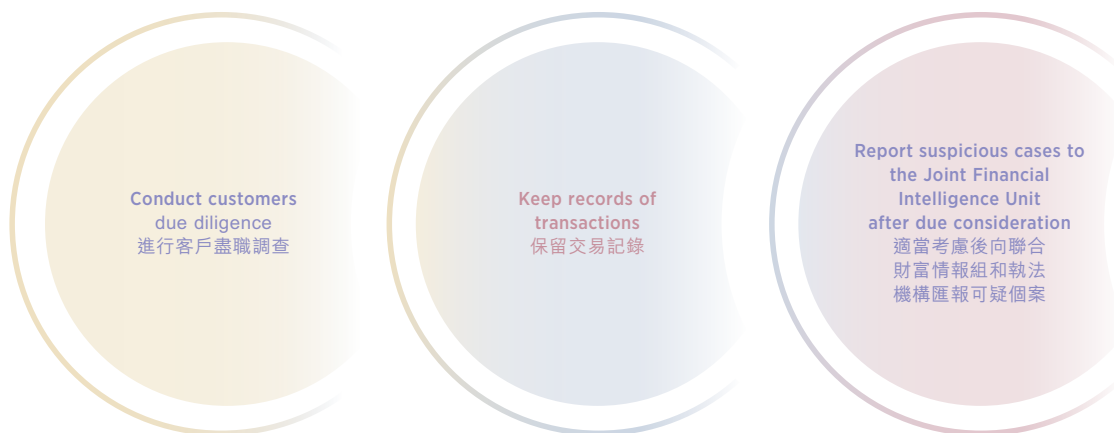 Conduct customers
due diligence
進行客戶盡職調查
Keep records of
transactions
保留交易記錄
Report suspicious cases to
the Joint Financial
Intelligence Unit
after due consideration
適當考慮後向聯合
財富情報組和執法
機構匯報可疑個案